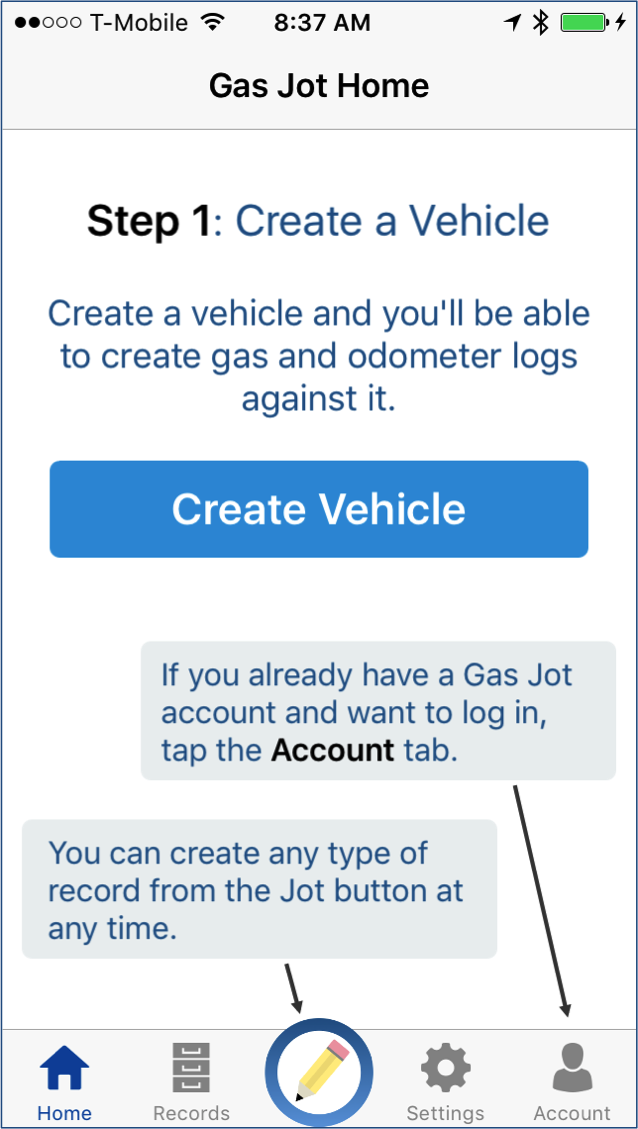 T-Mobile 8:37 AM
Gas Jot Home
Step 1: Create a Vehicle
Create a vehicle and you'll be able
to create gas and odometer logs
against it.
Create Vehicle
If you already have a Gas Jot
account and want to log in,
tap the Account tab.
You can create any type of
record from the Jot button at
any time.
Home Records Settings Account